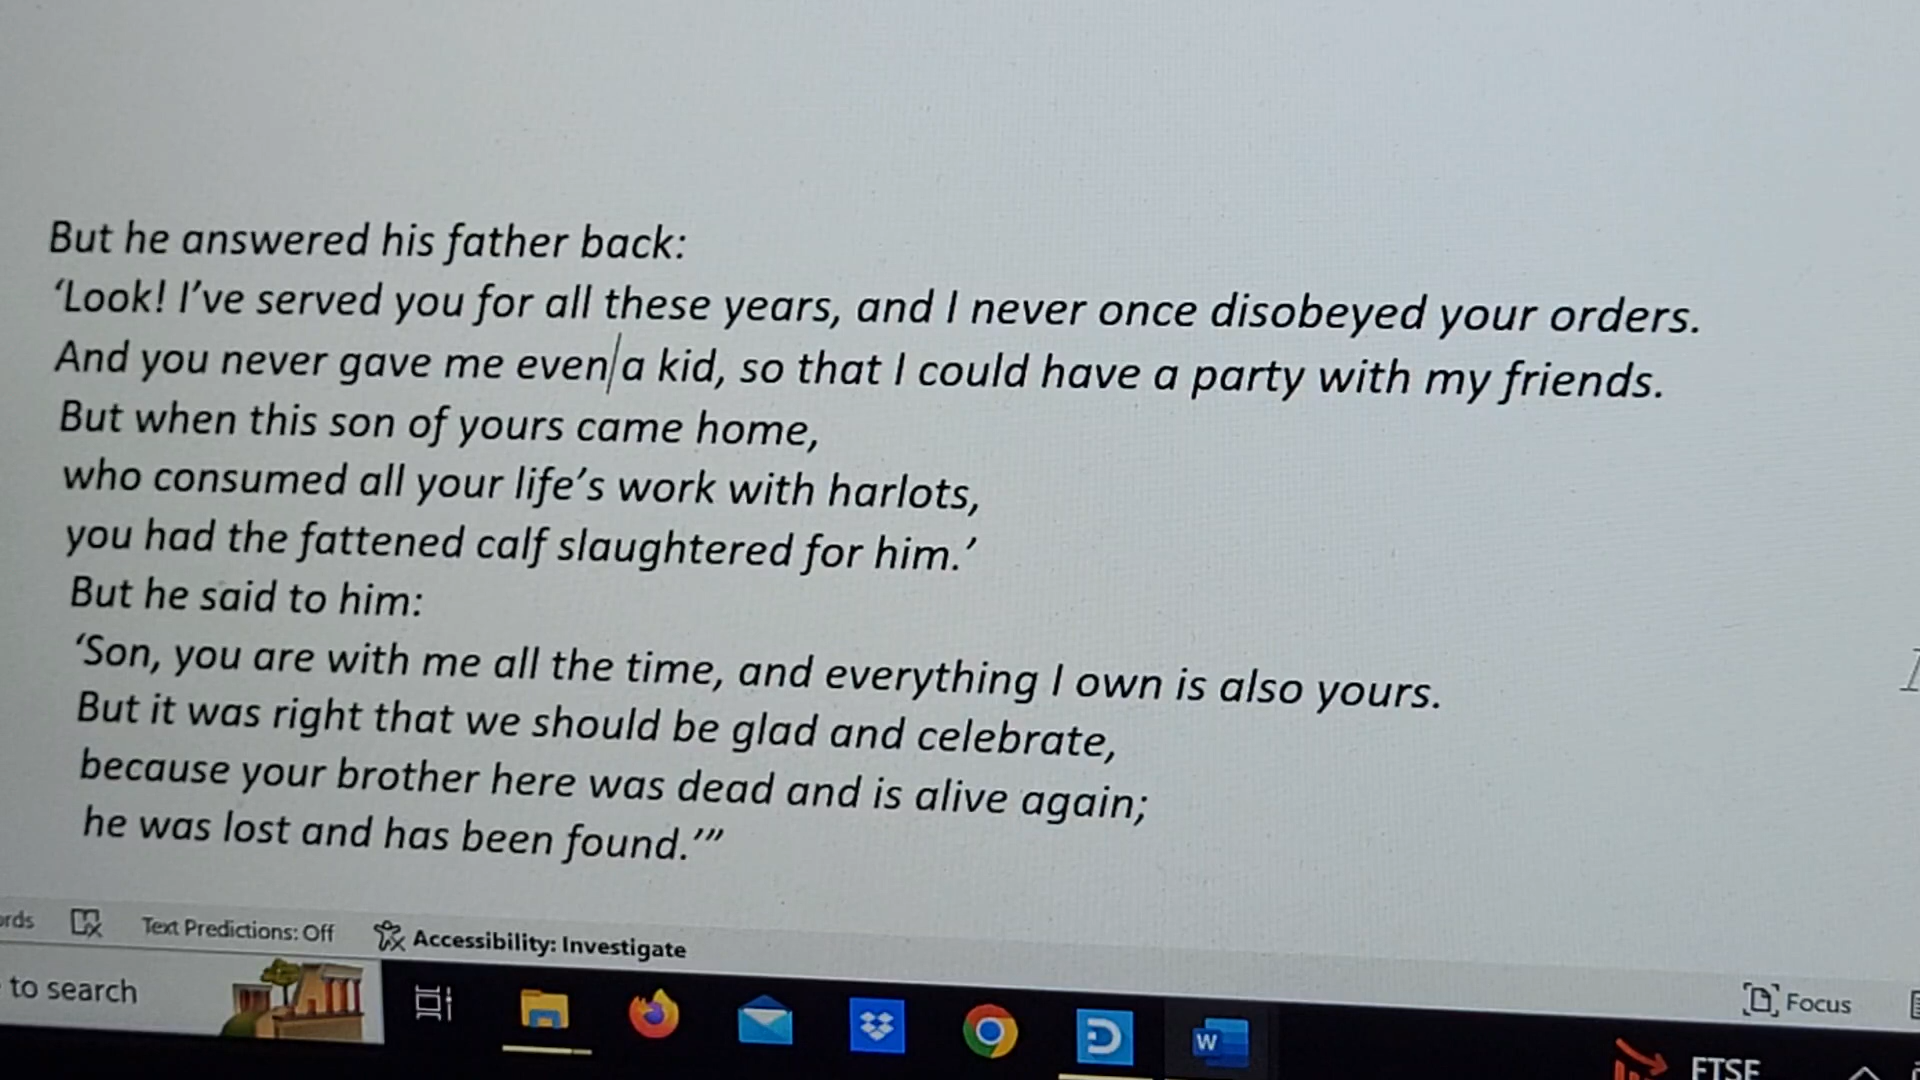 But he answered his father back:
‘Look! I’ve served you for all these years, and I never once disobeyed your orders.
And you never gave me even a kid, so that I could have a party with my friends.
But when this son of yours came home,
who consumed all your life’s work with harlots,
you had the fattened calf slaughtered for him.’
But he said to him:
‘Son, you are with me all the time, and everything I own is also yours.
But it was right that we should be glad and celebrate,
because your brother here was dead and is alive again;
he was lost and has been found.’”
Text Predictions: Off Accessibility: Investigate Focus
to search
W
FTSE